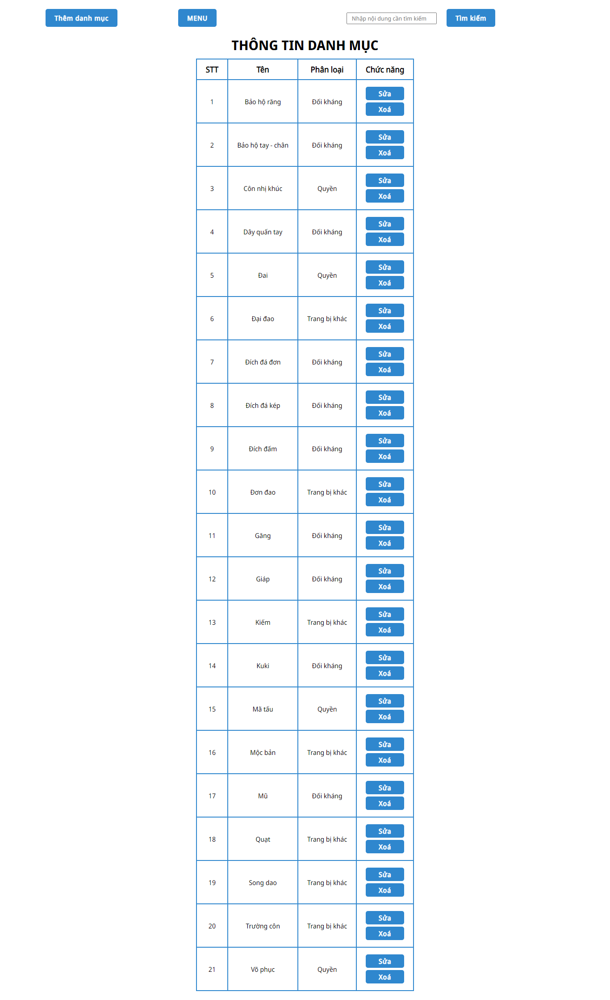 Thêm danh mục MENU Nhập nội dung cần tìm kiếm Tìm kiếm
THÔNG TIN DANH MỤC
STT Tên Phân loại Chức năng
1 Bảo hộ răng Đối kháng Sửa
Xoá
2 Bảo hộ tay - chân Đối kháng Sửa
Xoá
3 Côn nhị khúc Quyền Sửa
Xoá
4 Dây quấn tay Đối kháng Sửa
Xoá
5 Đai Quyền Sửa
Xoá
6 Đại đao Trang bị khác Sửa
Xoá
7 Đích đá đơn Đối kháng Sửa
Xoá
8 Đích đá kép Đối kháng Sửa
Xoá
9 Đích đấm Đối kháng Sửa
Xoá
10 Đơn đao Trang bị khác Sửa
Xoá
11 Găng Đối kháng Sửa
Xoá
12 Giáp Đối kháng Sửa
Xoá
13 Kiếm Trang bị khác Sửa
Xoá
14 Kuki Đối kháng Sửa
Xoá
15 Mã tấu Quyền Sửa
Xoá
16 Mộc bản Trang bị khác Sửa
Xoá
17 Mũ Đối kháng Sửa
Xoá
18 Quạt Trang bị khác Sửa
Xoá
19 Song dao Trang bị khác Sửa
Xoá
20 Trường côn Trang bị khác Sửa
Xoá
21 Võ phục Quyền Sửa
Xoá